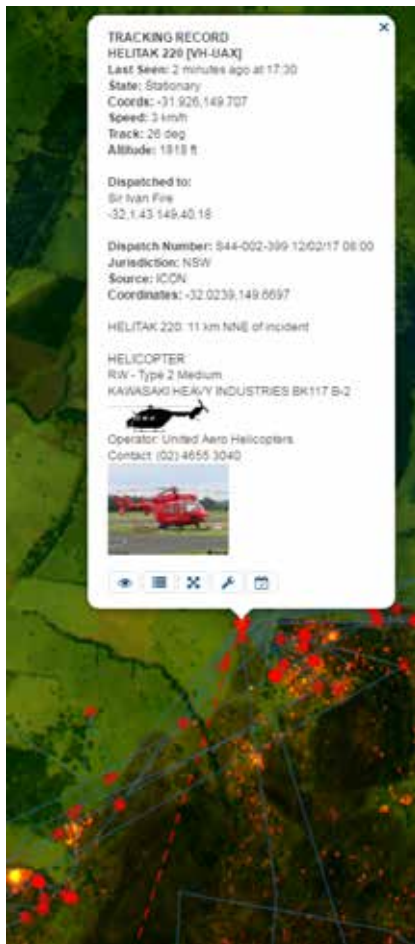 TRACKING RECORD
HELITAK 220 [VH-UAX]
Last Seen: 2 minutes ago at 17:30
State: Stationary
Coords: -31.926,149.707
Speed: 3 km/h
Track: 26 deg
Altitude: 1818 ft
Dispatched to:
Sir Ivan Fire
-32,1.43 149,40.18
Dispatch Number: S44-002-399 12/02/17 08:00
Jurisdiction: NSW
Source: ICON
Coordinates: -32.0239,149.6697
HELITAK 220: 11 km NNE of incident
HELICOPTER
RW - Type 2 Medium
KAWASAKI HEAVY INDUSTRIES BK117 B-2
Operator: United Aero Helicopters
Contact: (02) 4655 3040